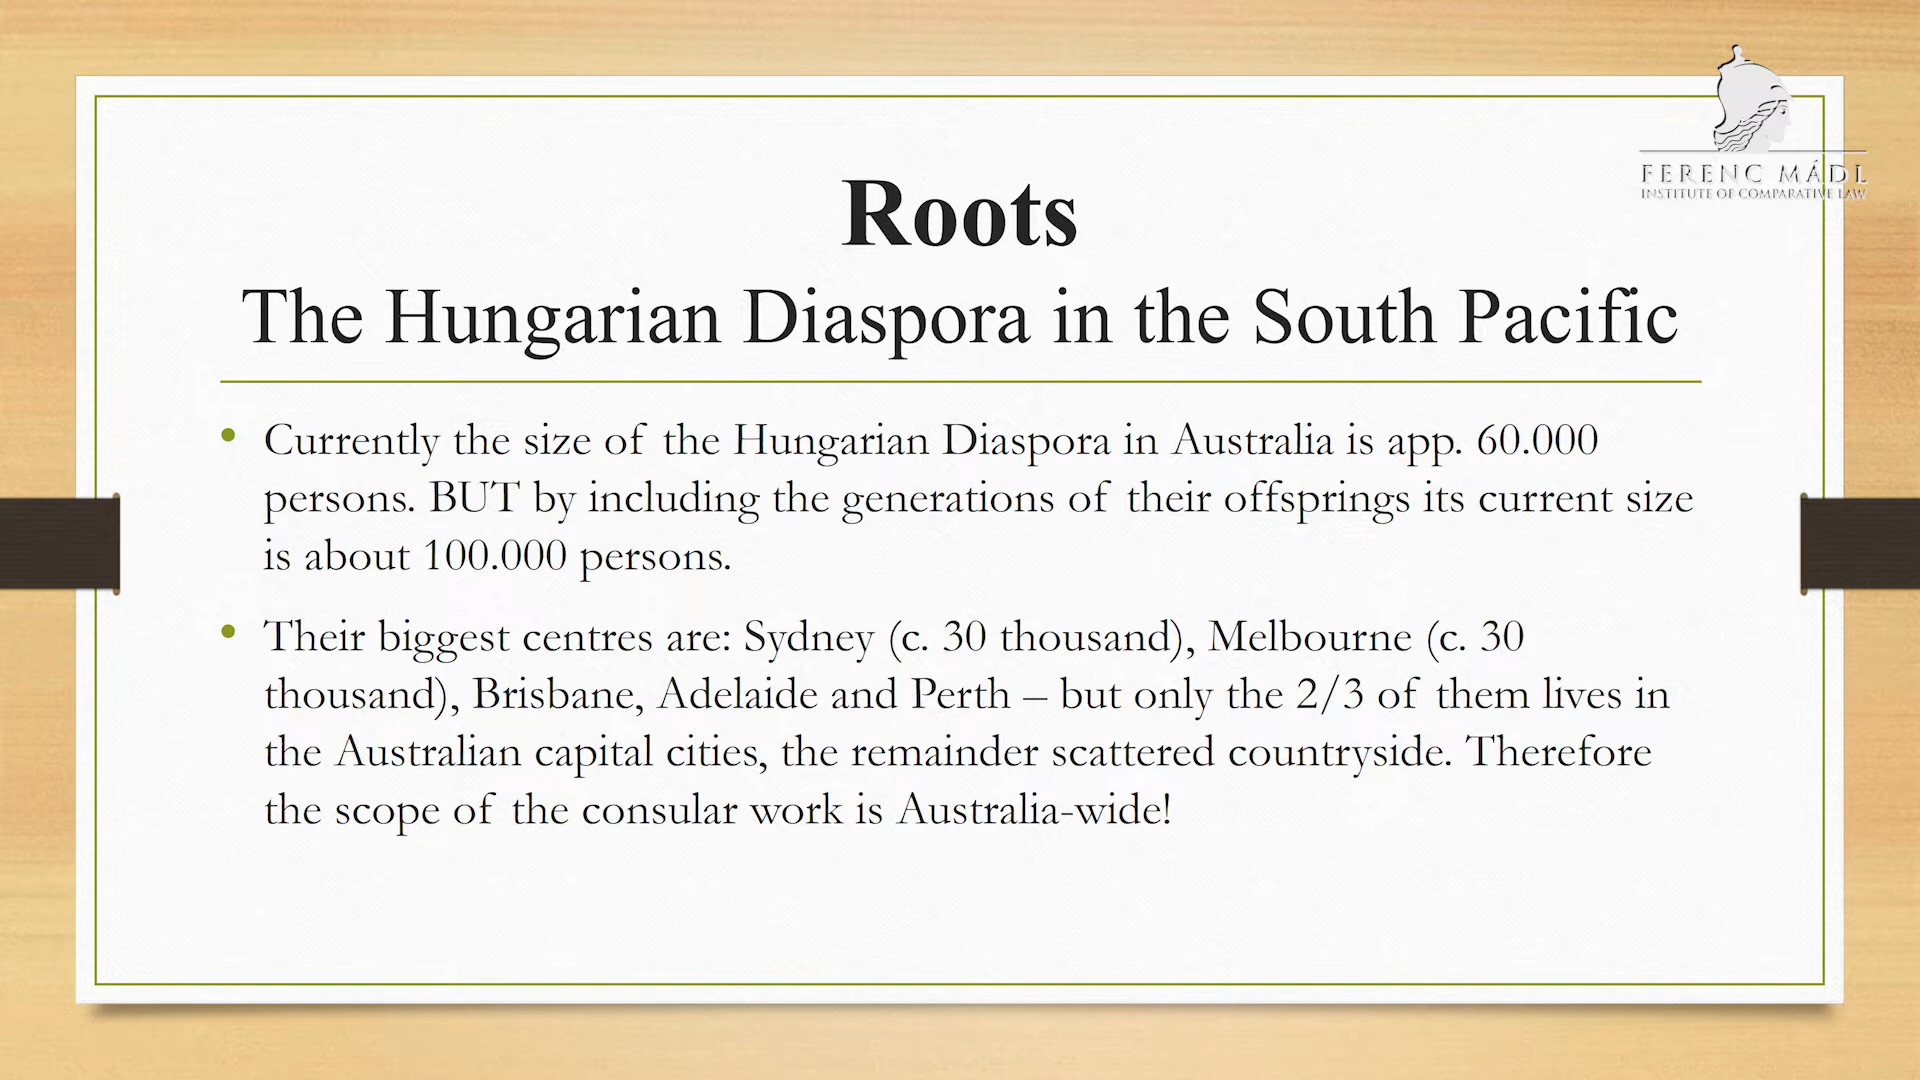 FERENC MÁDL
INSTITUTE OF COMPARATIVE LAW
Roots
The Hungarian Diaspora in the South Pacific
• Currently the size of the Hungarian Diaspora in Australia is app. 60.000
persons. BUT by including the generations of their offsprings its current size
is about 100.000 persons.
• Their biggest centres are: Sydney (c. 30 thousand), Melbourne (c. 30
thousand), Brisbane, Adelaide and Perth – but only the 2/3 of them lives in
the Australian capital cities, the remainder scattered countryside. Therefore
the scope of the consular work is Australia-wide!